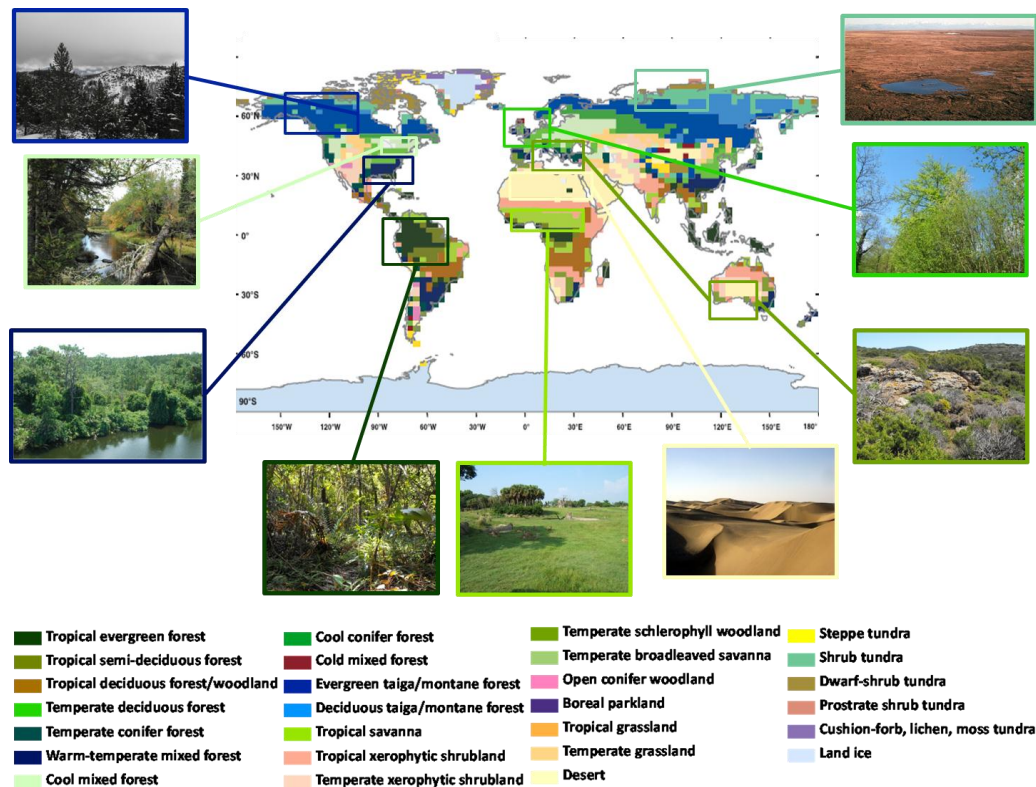 60°N
30°N
0°
30°S
60°S
90°S
150°W
120°W
90°W
60°W
30°W
0°
30°E
60°E
90°E
120°E
150°E
180°
Tropical evergreen forest
Tropical semi-deciduous forest
Tropical deciduous forest/woodland
Temperate deciduous forest
Temperate conifer forest
Warm-temperate mixed forest
Cool mixed forest
Cool conifer forest
Cold mixed forest
Evergreen taiga/montane forest
Deciduous taiga/montane forest
Tropical savanna
Tropical xerophytic shrubland
Temperate xerophytic shrubland
Temperate schlerophyll woodland
Temperate broadleaved savanna
Open conifer woodland
Boreal parkland
Tropical grassland
Temperate grassland
Desert
Steppe tundra
Shrub tundra
Dwarf-shrub tundra
Prostrate shrub tundra
Cushion-forb, lichen, moss tundra
Land ice